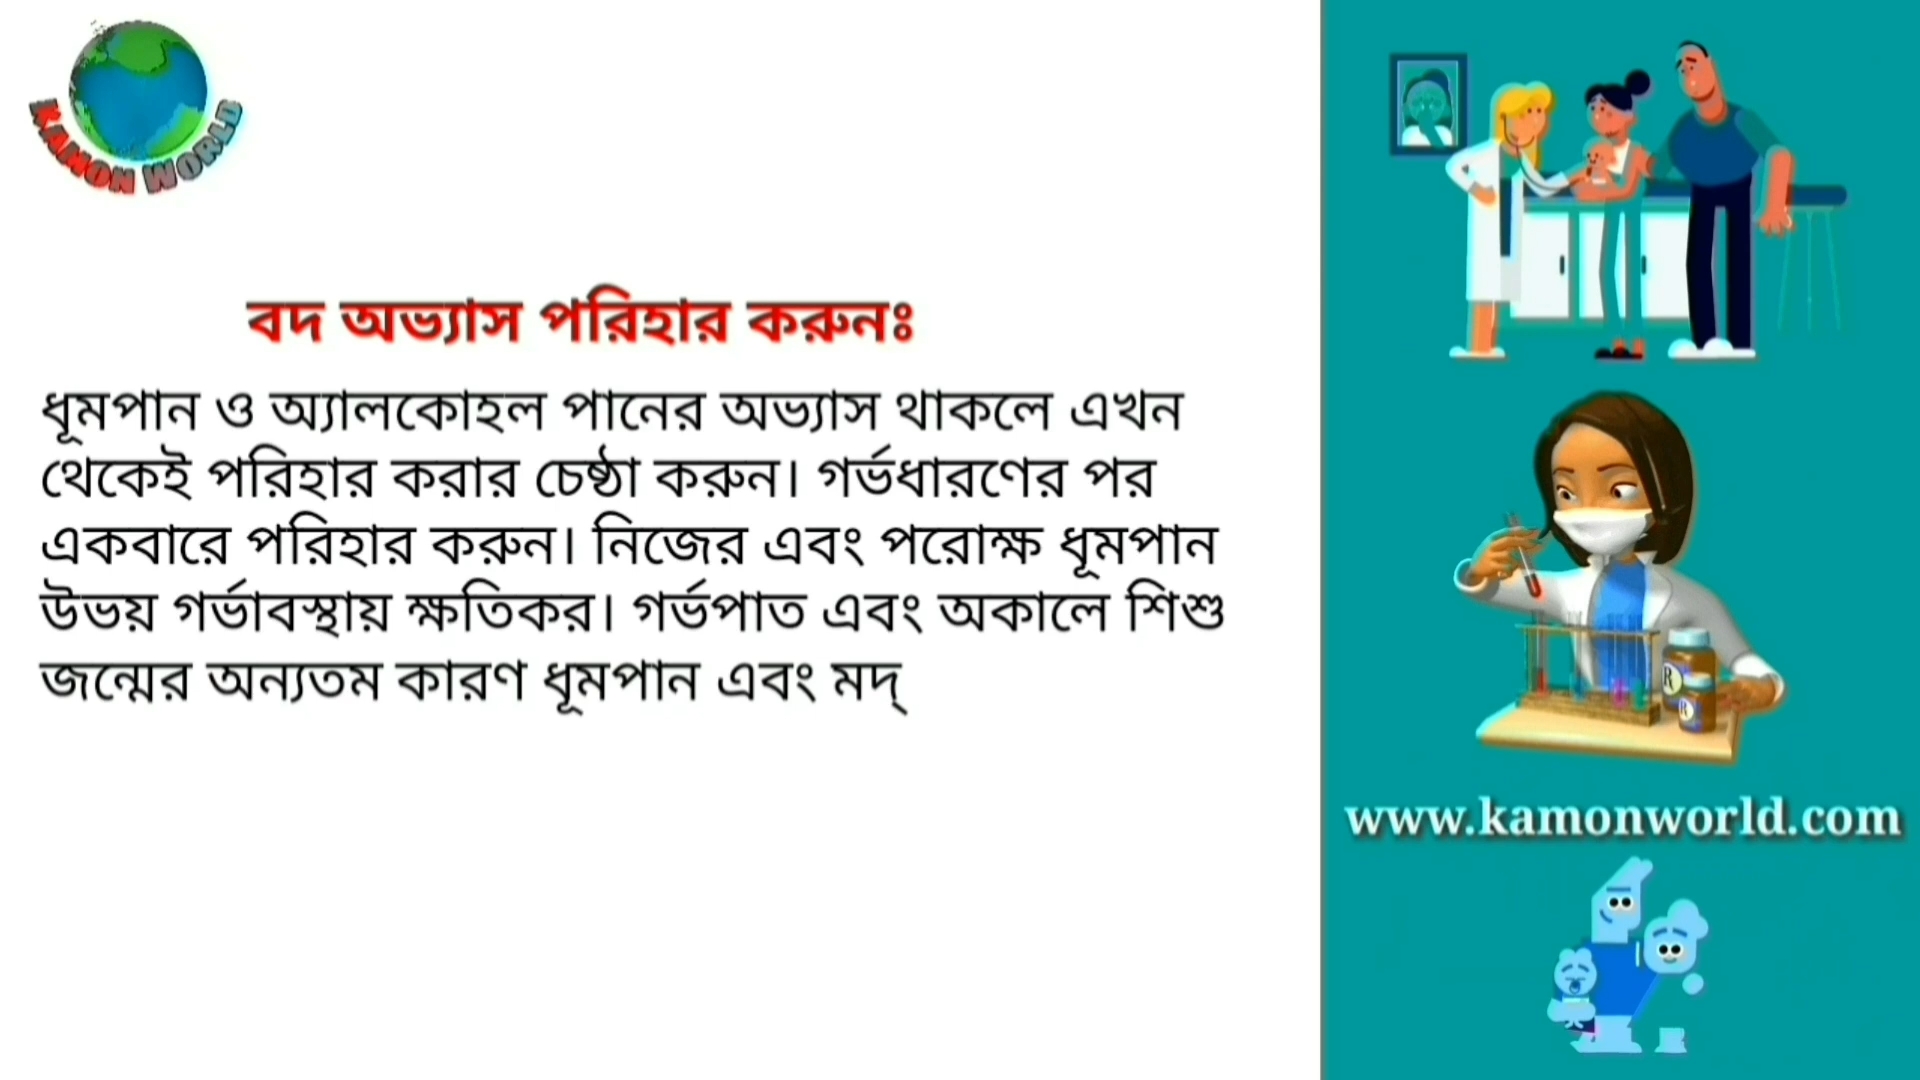 KAMON WORLD
বদ অভ্যাস পরিহার করুনঃ
ধূমপান ও অ্যালকোহল পানের অভ্যাস থাকলে এখন
থেকেই পরিহার করার চেষ্ঠা করুন। গর্ভধারণের পর
একবারে পরিহার করুন। নিজের এবং পরোক্ষ ধূমপান
উভয় গর্ভাবস্থায় ক্ষতিকর। গর্ভপাত এবং অকালে শিশু
জন্মের অন্যতম কারণ ধূমপান এবং মদ্
R
R
www.kamonworld.com